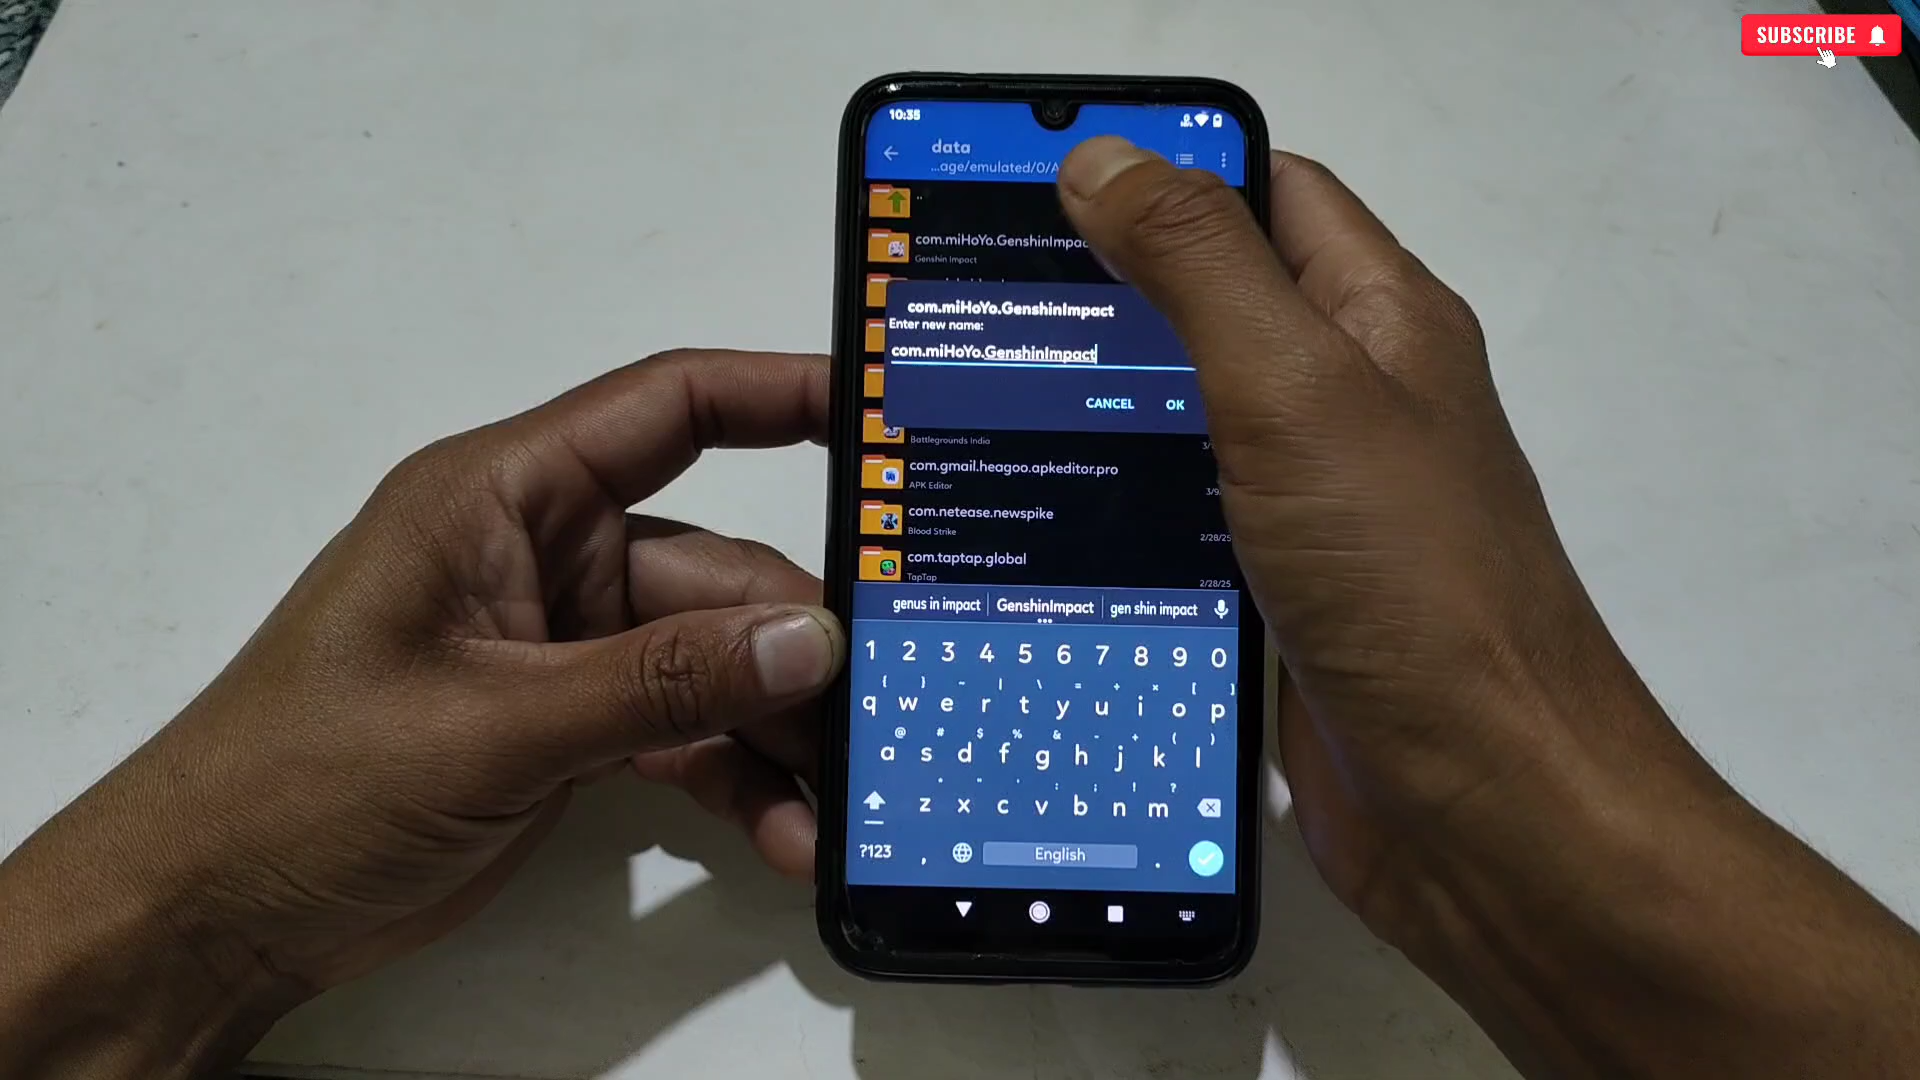 SUBSCRIBE
10:35
data
...age/emulated/0/A
..
com.miHoYo.GenshinImpac
Genshin Impact
com.miHoYo.GenshinImpact
Enter new name:
com.miHoYo.GenshinImpact
CANCEL OK
Battlegrounds India
com.gmail.heagoo.apkeditor.pro
APK Editor
3/9
com.netease.newspike
Blood Strike
2/28/25
com.taptap.global
TapTap
2/28/25
genus in impact GenshinImpact gen shin impact
1 2 3 4 5 6 7 8 9 0
{ } ~ | \ = + × [ ]
q w e r t y u i o p
@ # $ % & - + ( )
a s d f g h j k l
* " ' : ; ! ?
z x c v b n m
?123 , English .